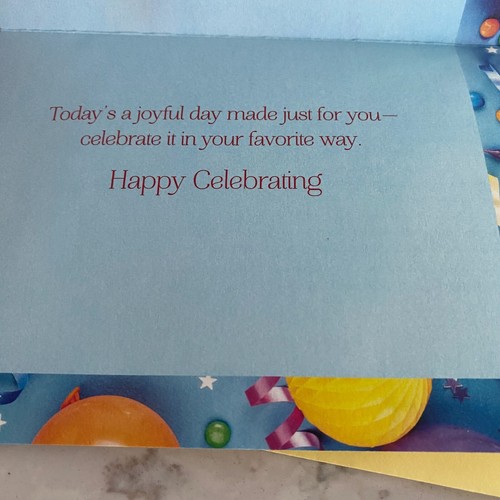 Today's a joyful day made just for you—
celebrate it in your favorite way.
Happy Celebrating